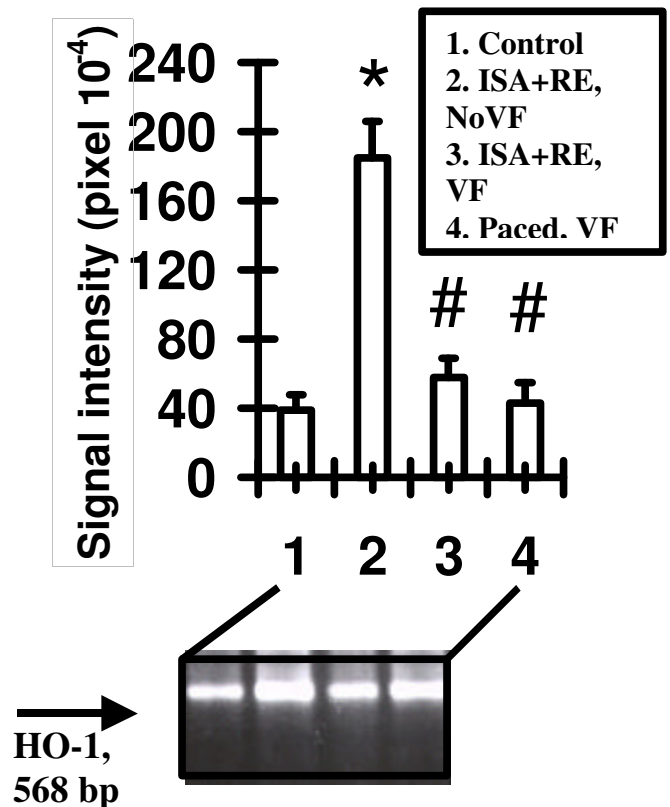 Signal intensity (pixel 10-4)
240
200
160
120
80
40
0
*
#
#
1 2 3 4
1. Control
2. ISA+RE,
NoVF
3. ISA+RE,
VF
4. Paced, VF
HO-1,
568 bp